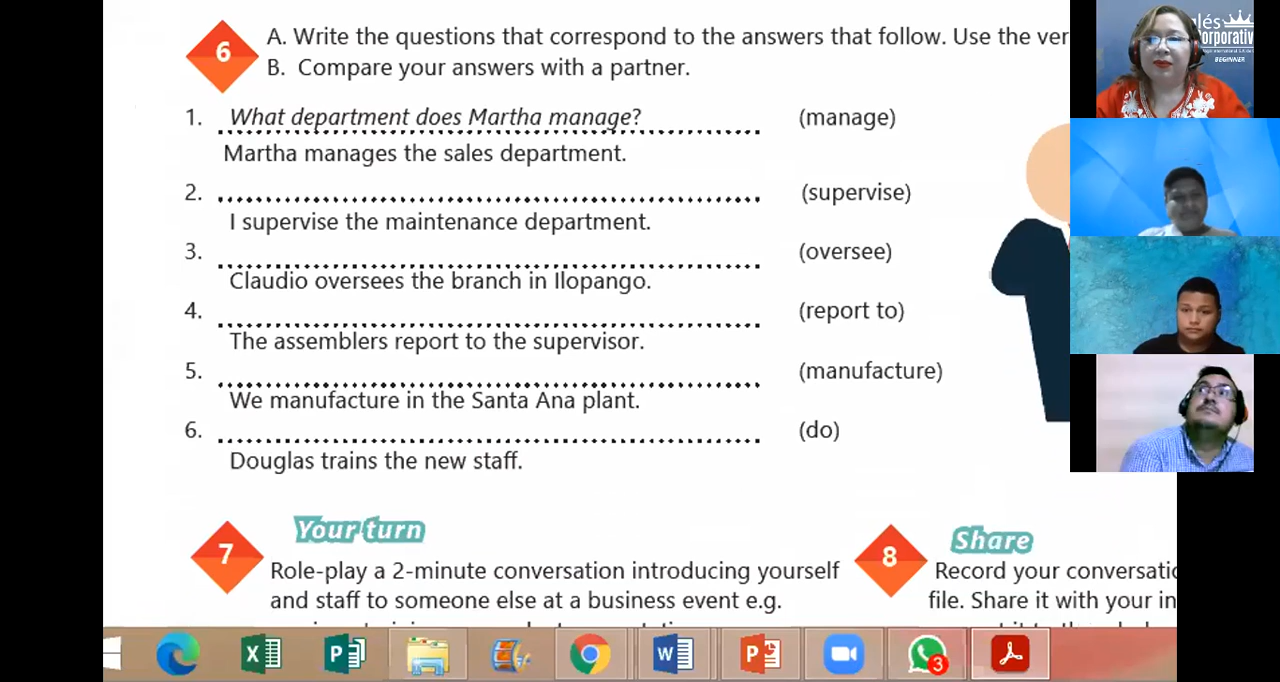 6
A. Write the questions that correspond to the answers that follow. Use the ver
B. Compare your answers with a partner.
1. What department does Martha manage? (manage)
Martha manages the sales department.
2. (supervise)
I supervise the maintenance department.
3. (oversee)
Claudio oversees the branch in Ilopango.
4. (report to)
The assemblers report to the supervisor.
5. (manufacture)
We manufacture in the Santa Ana plant.
6. (do)
Douglas trains the new staff.
7
Your turn
Role-play a 2-minute conversation introducing yourself
and staff to someone else at a business event e.g.
8
Share
Record your conversatio
file. Share it with your in
glés
Corporativ
BEGINNER
3